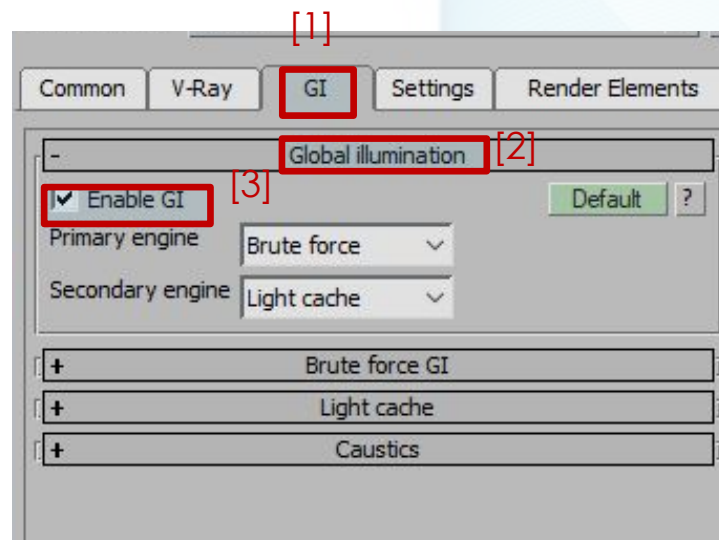 [1]
Common V-Ray GI Settings Render Elements
- Global illumination [2]
Enable GI [3] Default ?
Primary engine Brute force
Secondary engine Light cache
+ Brute force GI
+ Light cache
+ Caustics